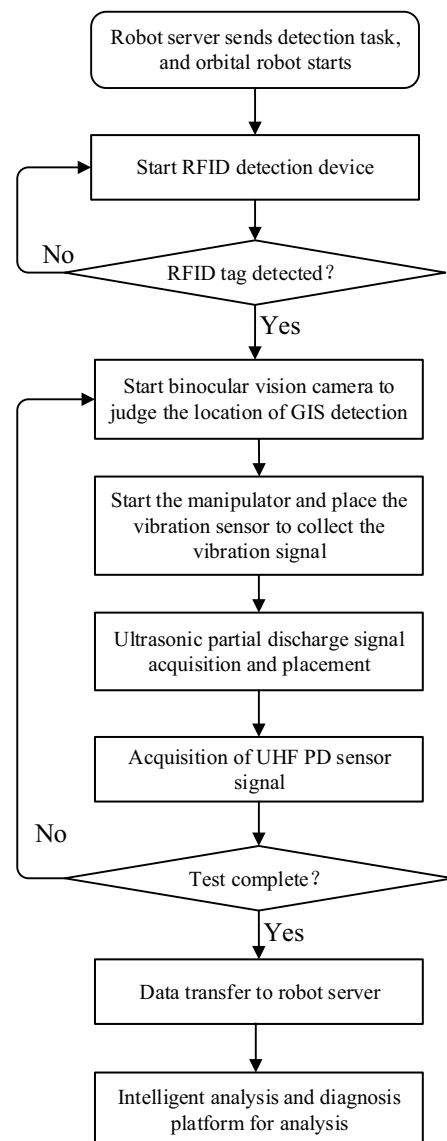 Robot server sends detection task,
and orbital robot starts
Start RFID detection device
No
RFID tag detected?
Yes
Start binocular vision camera to
judge the location of GIS detection
Start the manipulator and place the
vibration sensor to collect the
vibration signal
Ultrasonic partial discharge signal
acquisition and placement
Acquisition of UHF PD sensor
signal
No
Test complete?
Yes
Data transfer to robot server
Intelligent analysis and diagnosis
platform for analysis